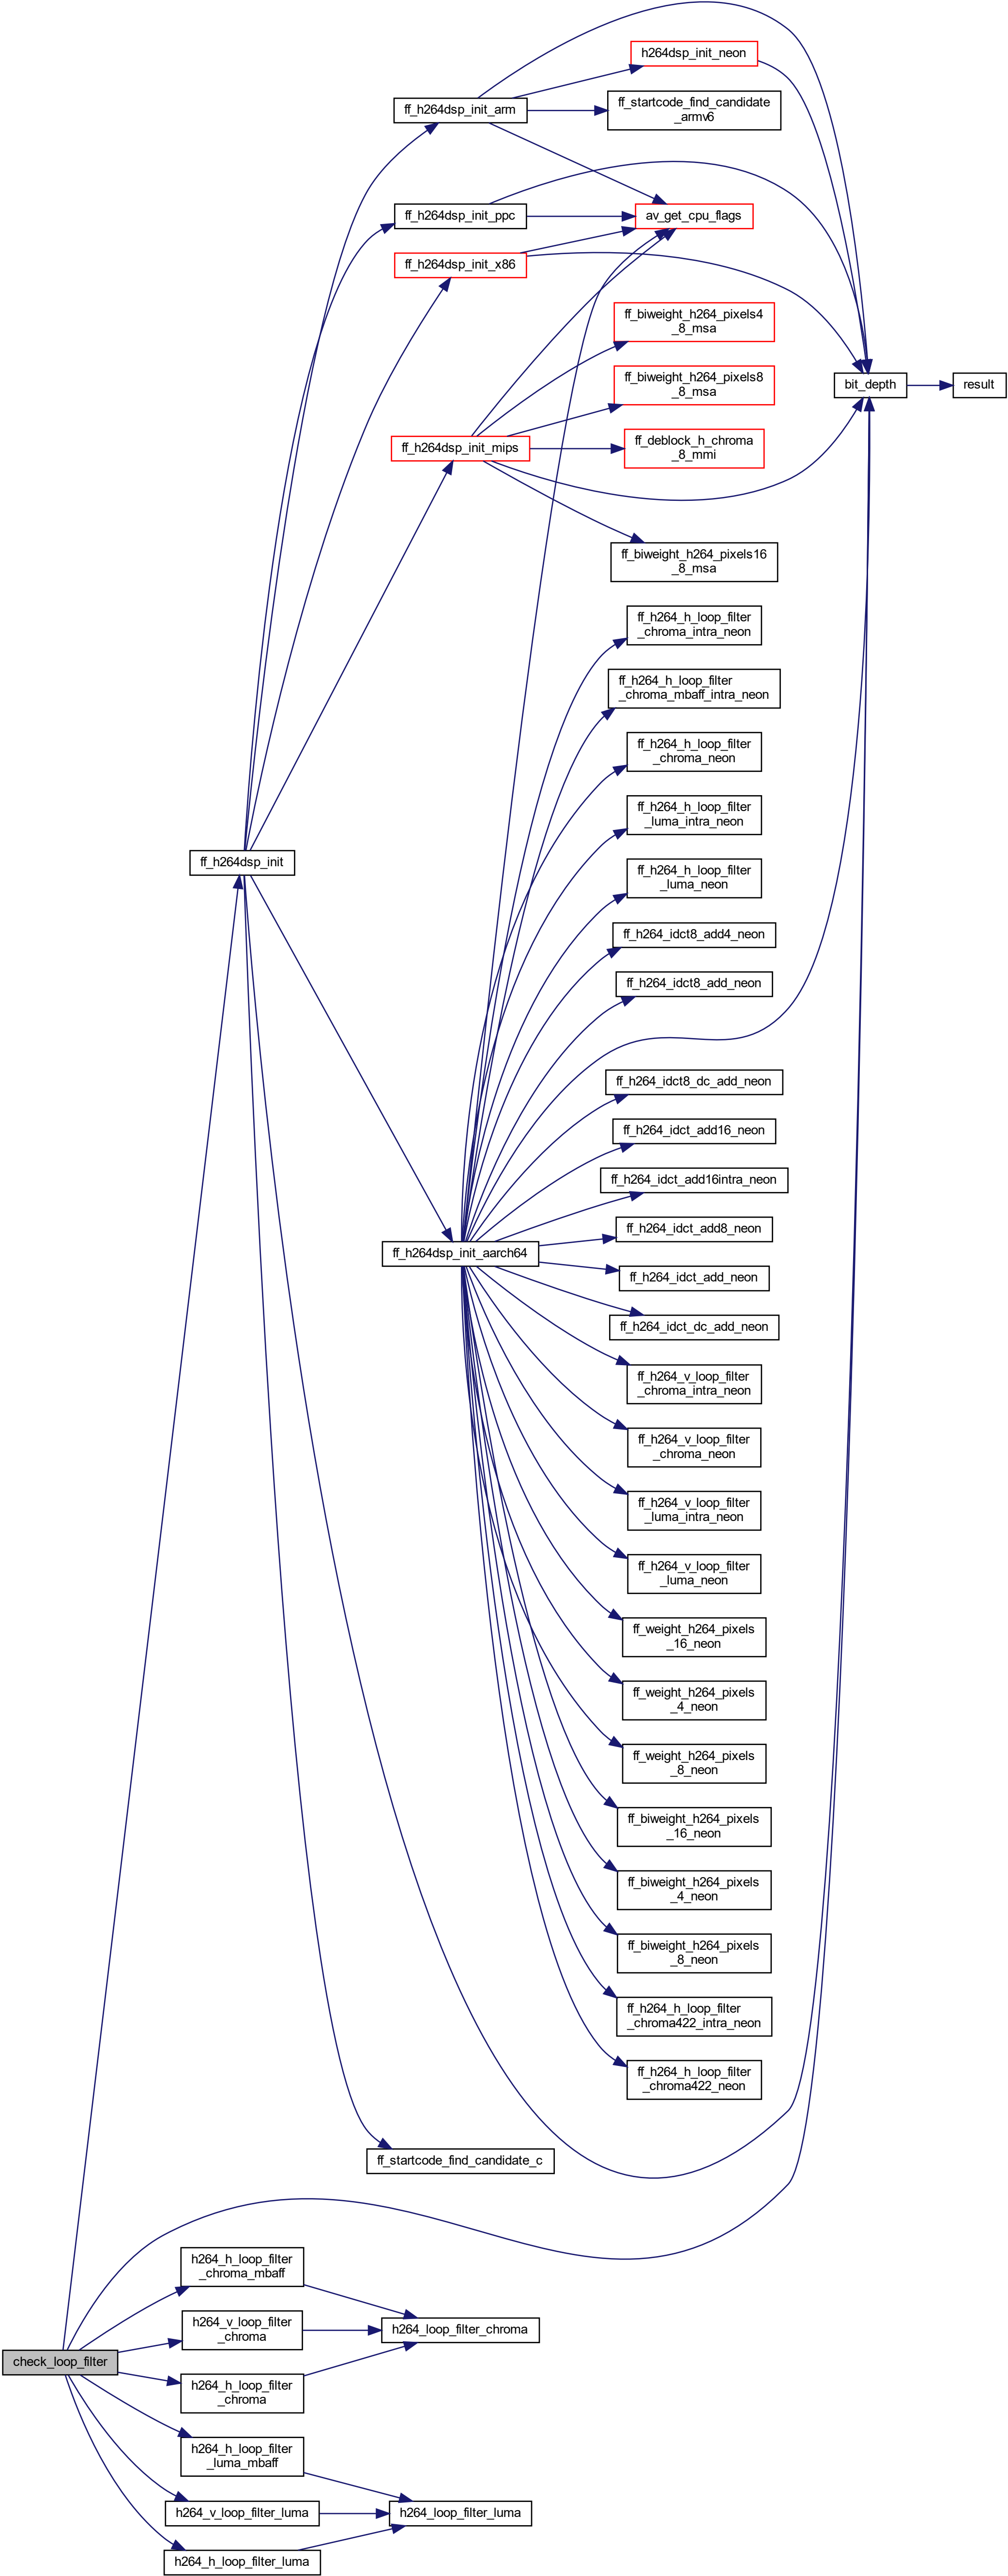 h264dsp_init_neon
ff_startcode_find_candidate
_armv6
ff_h264dsp_init_arm
ff_h264dsp_init_ppc
av_get_cpu_flags
ff_h264dsp_init_x86
ff_biweight_h264_pixels4
_8_msa
ff_biweight_h264_pixels8
_8_msa
bit_depth
result
ff_h264dsp_init_mips
ff_deblock_h_chroma
_8_mmi
ff_biweight_h264_pixels16
_8_msa
ff_h264_h_loop_filter
_chroma_intra_neon
ff_h264_h_loop_filter
_chroma_mbaff_intra_neon
ff_h264_h_loop_filter
_chroma_neon
ff_h264_h_loop_filter
_luma_intra_neon
ff_h264dsp_init
ff_h264_h_loop_filter
_luma_neon
ff_h264_idct8_add4_neon
ff_h264_idct8_add_neon
ff_h264_idct8_dc_add_neon
ff_h264_idct_add16_neon
ff_h264_idct_add16intra_neon
ff_h264_idct_add8_neon
ff_h264dsp_init_aarch64
ff_h264_idct_add_neon
ff_h264_idct_dc_add_neon
ff_h264_v_loop_filter
_chroma_intra_neon
ff_h264_v_loop_filter
_chroma_neon
ff_h264_v_loop_filter
_luma_intra_neon
ff_h264_v_loop_filter
_luma_neon
ff_weight_h264_pixels
_16_neon
ff_weight_h264_pixels
_4_neon
ff_weight_h264_pixels
_8_neon
ff_biweight_h264_pixels
_16_neon
ff_biweight_h264_pixels
_4_neon
ff_biweight_h264_pixels
_8_neon
ff_h264_h_loop_filter
_chroma422_intra_neon
ff_h264_h_loop_filter
_chroma422_neon
ff_startcode_find_candidate_c
h264_h_loop_filter
_chroma_mbaff
h264_v_loop_filter
_chroma
h264_loop_filter_chroma
check_loop_filter
h264_h_loop_filter
_chroma
h264_h_loop_filter
_luma_mbaff
h264_v_loop_filter_luma
h264_loop_filter_luma
h264_h_loop_filter_luma